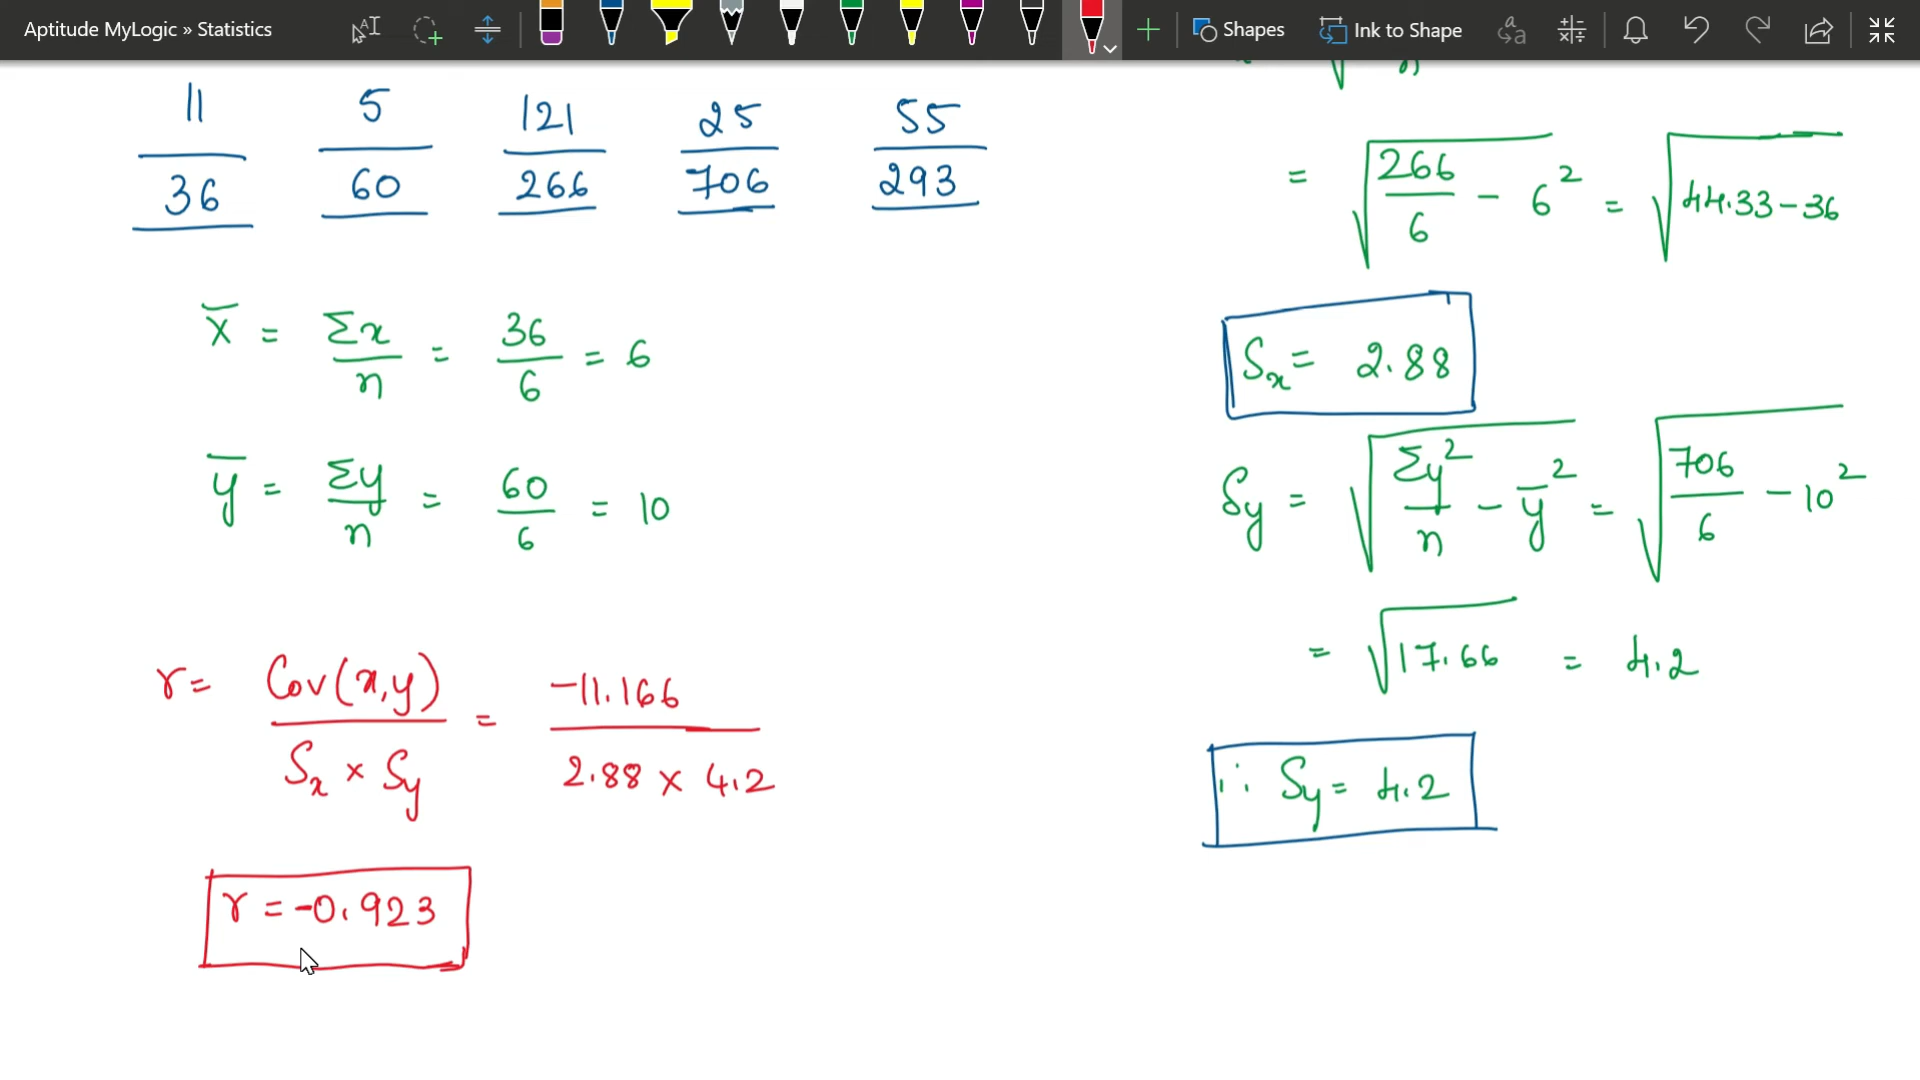 Aptitude MyLogic » Statistics
Shapes
Ink to Shape
11 5 121 25 55
36 60 266 706 293
x̄ = Σx/n = 36/6 = 6
ȳ = Σy/n = 60/6 = 10
r = Cov(x,y)/(Sx × Sy) = -11.166/(2.88 × 4.2)
r = -0.923
n
= √(266/6 - 6²) = √(44.33-36)
Sx = 2.88
Sy = √(Σy²/n - ȳ²) = √(706/6 - 10²)
= √17.66 = 4.2
∴ Sy = 4.2